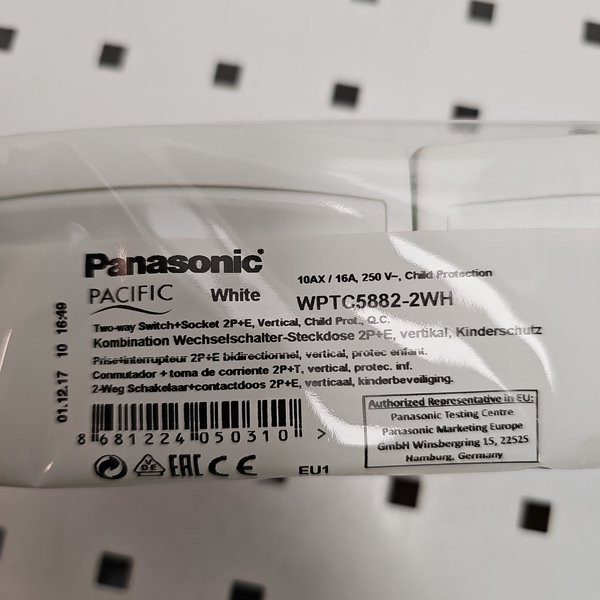 Panasonic
10AX / 16A, 250 V~, Child Protection
PACIFIC White WPTC5882-2WH
Two-way Switch+Socket 2P+E, Vertical, Child Prot., Q.C.
Kombination Wechselschalter-Steckdose 2P+E, vertikal, Kinderschutz
Prise+interrupteur 2P+E bidirectionnel, vertical, protec enfant.
Conmutador + toma de corriente 2P+T, vertical, protec. inf.
2-Weg Schakelaar+contactdoos 2P+E, verticaal, kinderbeveiliging.
01.12.17 10 16:49
8 681224 050310 >
Authorized Representative in EU:
Panasonic Testing Centre
Panasonic Marketing Europe
GmbH Winsbergring 15, 22525
Hamburg, Germany
VDE EAC CE
EU1